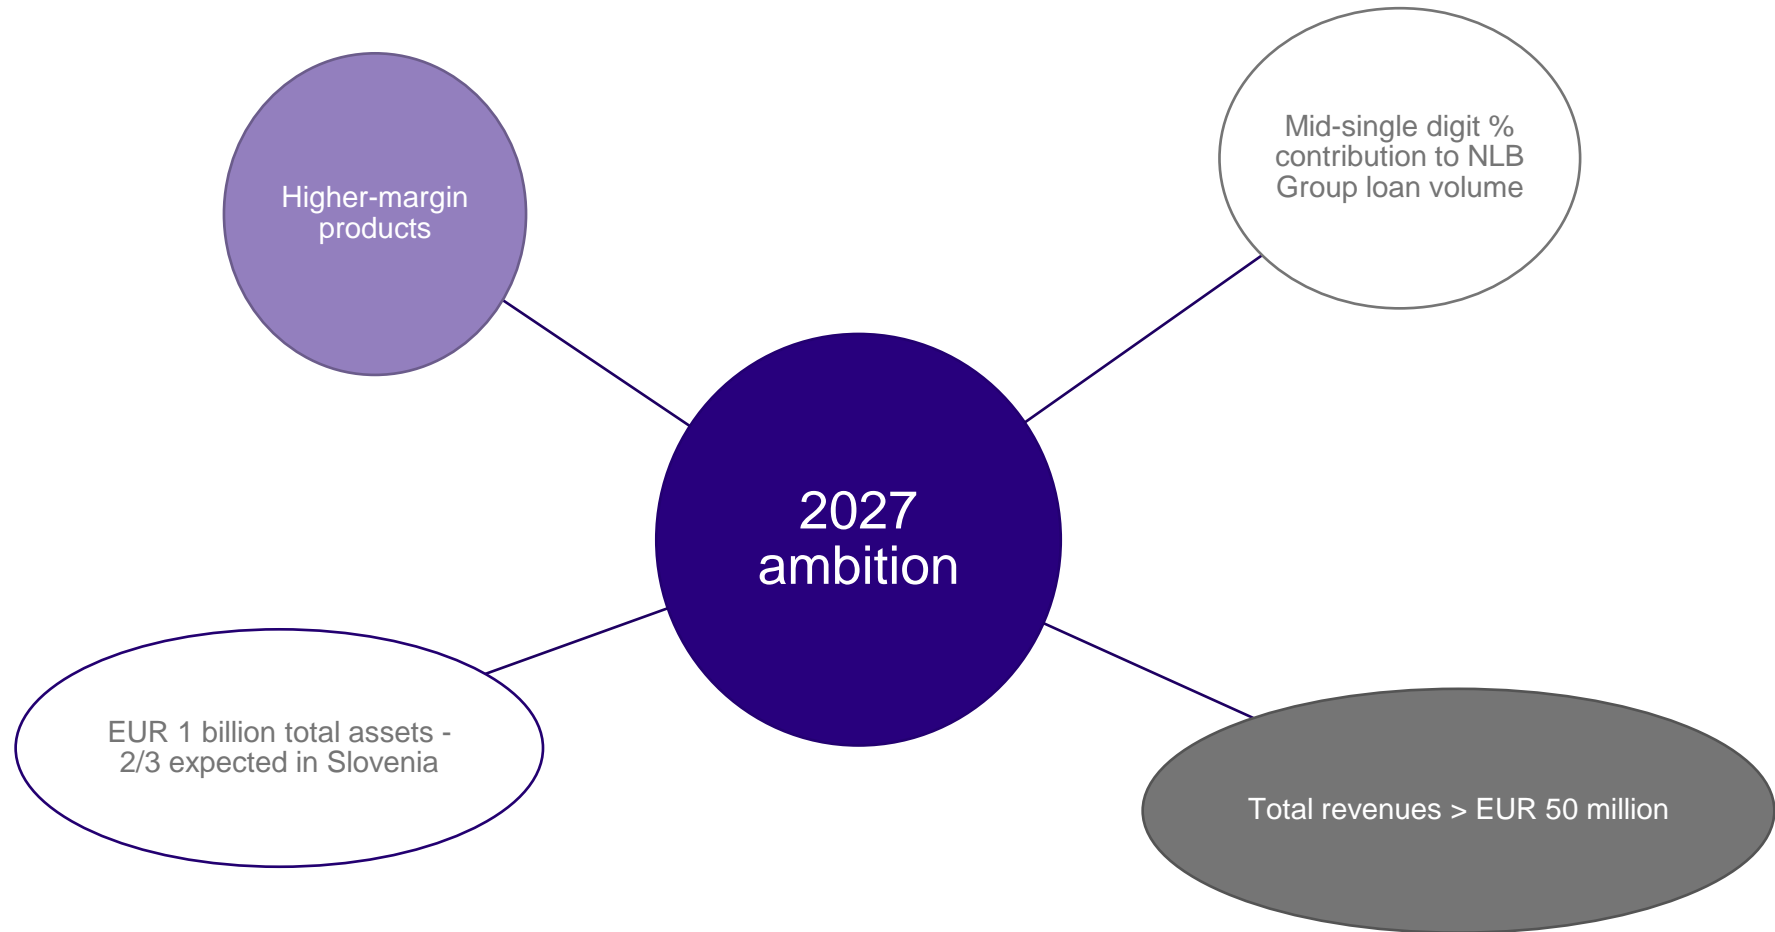 Higher-margin
products
Mid-single digit %
contribution to NLB
Group loan volume
2027
ambition
EUR 1 billion total assets -
2/3 expected in Slovenia
Total revenues > EUR 50 million